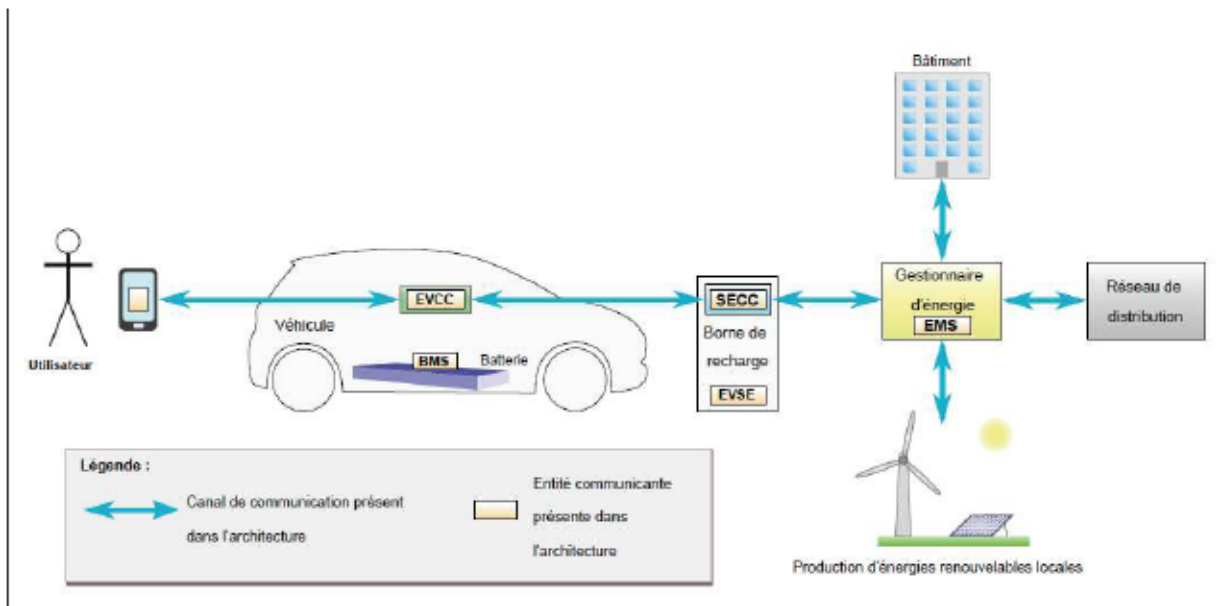 Bâtiment
Utilisateur
Véhicule
EVCC
BMS
Batterie
SECC
Borne de
recharge
EVSE
Gestionnaire
d'énergie
EMS
Réseau de
distribution
Production d'énergies renouvelables locales
Légende :
Canal de communication présent
dans l'architecture
Entité communicante
présente dans
l'architecture